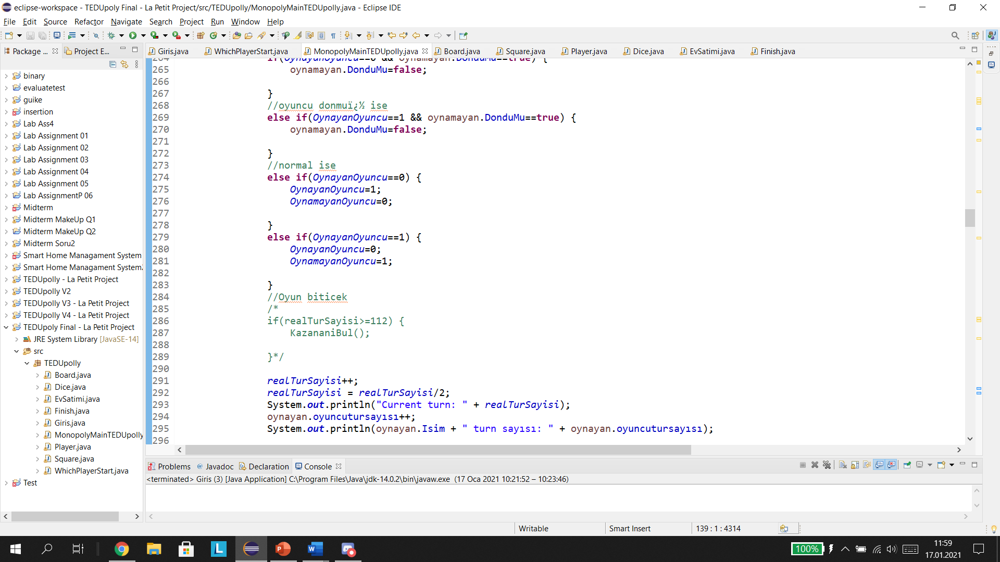 eclipse-workspace - TEDUpoly Final - La Petit Project/src/TEDUpolly/MonopolyMainTEDUpolly.java - Eclipse IDE
File Edit Source Refactor Navigate Search Project Run Window Help
Package ... Project E...
Giris.java WhichPlayerStart.java MonopolyMainTEDUpolly.java Board.java Square.java Player.java Dice.java EvSatimi.java Finish.java
binary
evaluatetest
guike
insertion
Lab Ass4
Lab Assignment 01
Lab Assignment 02
Lab Assignment 03
Lab Assignment 04
Lab Assignment 05
Lab AssignmentP 06
Midterm
Midterm MakeUp Q1
Midterm MakeUp Q2
Midterm Soru2
Smart Home Managament System
Smart Home Managament System2
TEDUpolly - La Petit Project
TEDUpolly V2
TEDUpolly V3 - La Petit Project
TEDUpolly V4 - La Petit Project
TEDUpoly Final - La Petit Project
JRE System Library [JavaSE-14]
src
TEDUpolly
Board.java
Dice.java
EvSatimi.java
Finish.java
Giris.java
MonopolyMainTEDUpolly
Player.java
Square.java
WhichPlayerStart.java
Test
264 if(OynayanOyuncu==0 && oynamayan.DonduMu==true) {
265 oynamayan.DonduMu=false;
266
267 }
268 //oyuncu donmuï¿½ ise
269 else if(OynayanOyuncu==1 && oynamayan.DonduMu==true) {
270 oynamayan.DonduMu=false;
271
272 }
273 //normal ise
274 else if(OynayanOyuncu==0) {
275 OynayanOyuncu=1;
276 OynamayanOyuncu=0;
277
278 }
279 else if(OynayanOyuncu==1) {
280 OynayanOyuncu=0;
281 OynamayanOyuncu=1;
282
283 }
284 //Oyun biticek
285 /*
286 if(realTurSayisi>=112) {
287 KazananiBul();
288
289 }*/
290
291 realTurSayisi++;
292 realTurSayisi = realTurSayisi/2;
293 System.out.println("Current turn: " + realTurSayisi);
294 oynayan.oyuncutursayısı++;
295 System.out.println(oynayan.Isim + " turn sayısı: " + oynayan.oyuncutursayısı);
296
Problems Javadoc Declaration Console
<terminated> Giris (3) [Java Application] C:\Program Files\Java\jdk-14.0.2\bin\javaw.exe (17 Oca 2021 10:21:52 – 10:23:46)
Writable Smart Insert 139 : 1 : 4314
100% 11:59
17.01.2021